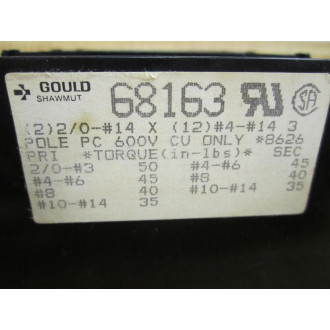 GOULD 68163
SHAWMUT
(2)2/0-#14 X (12)#4-#14 3
POLE PC 600V CU ONLY *8626
PRI *TORQUE(in-lbs)* SEC
2/0-#3 50 #4-#6 45
#4-#6 45 #8 40
#8 40 #10-#14 35
#10-#14 35